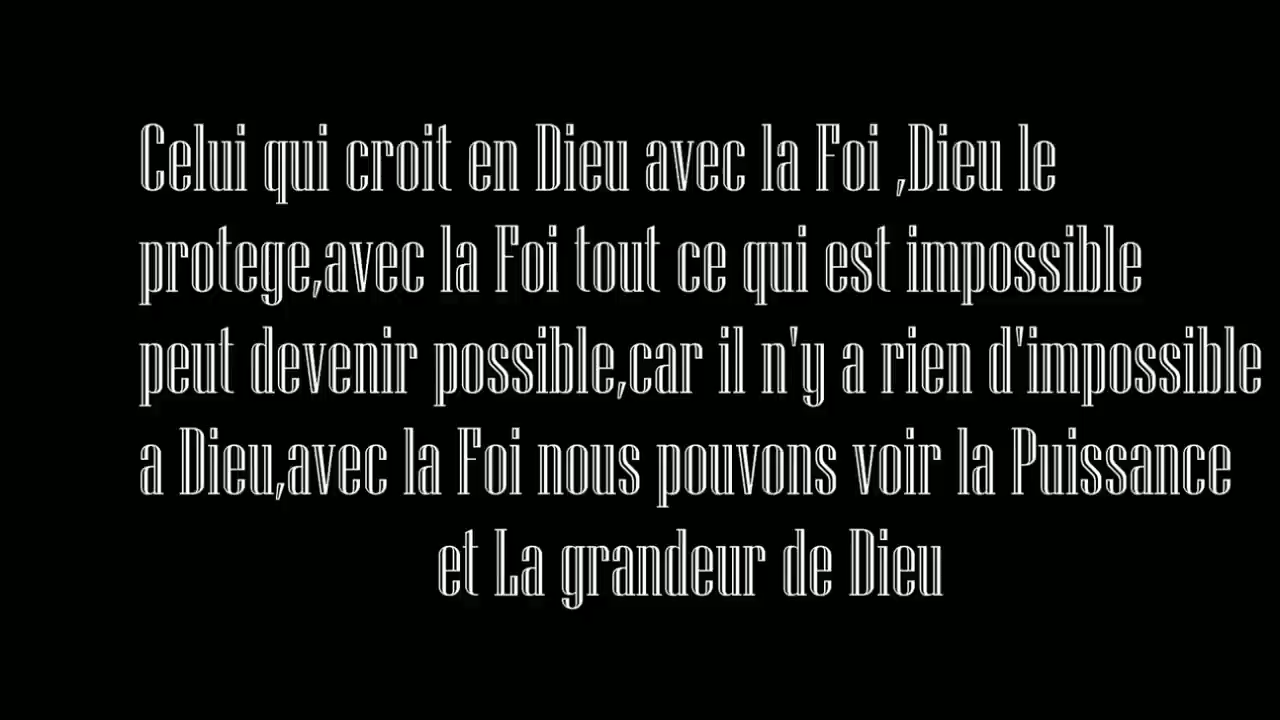 Celui qui croit en Dieu avec la Foi ,Dieu le
protege,avec la Foi tout ce qui est impossible
peut devenir possible,car il n'y a rien d'impossible
a Dieu,avec la Foi nous pouvons voir la Puissance
et La grandeur de Dieu